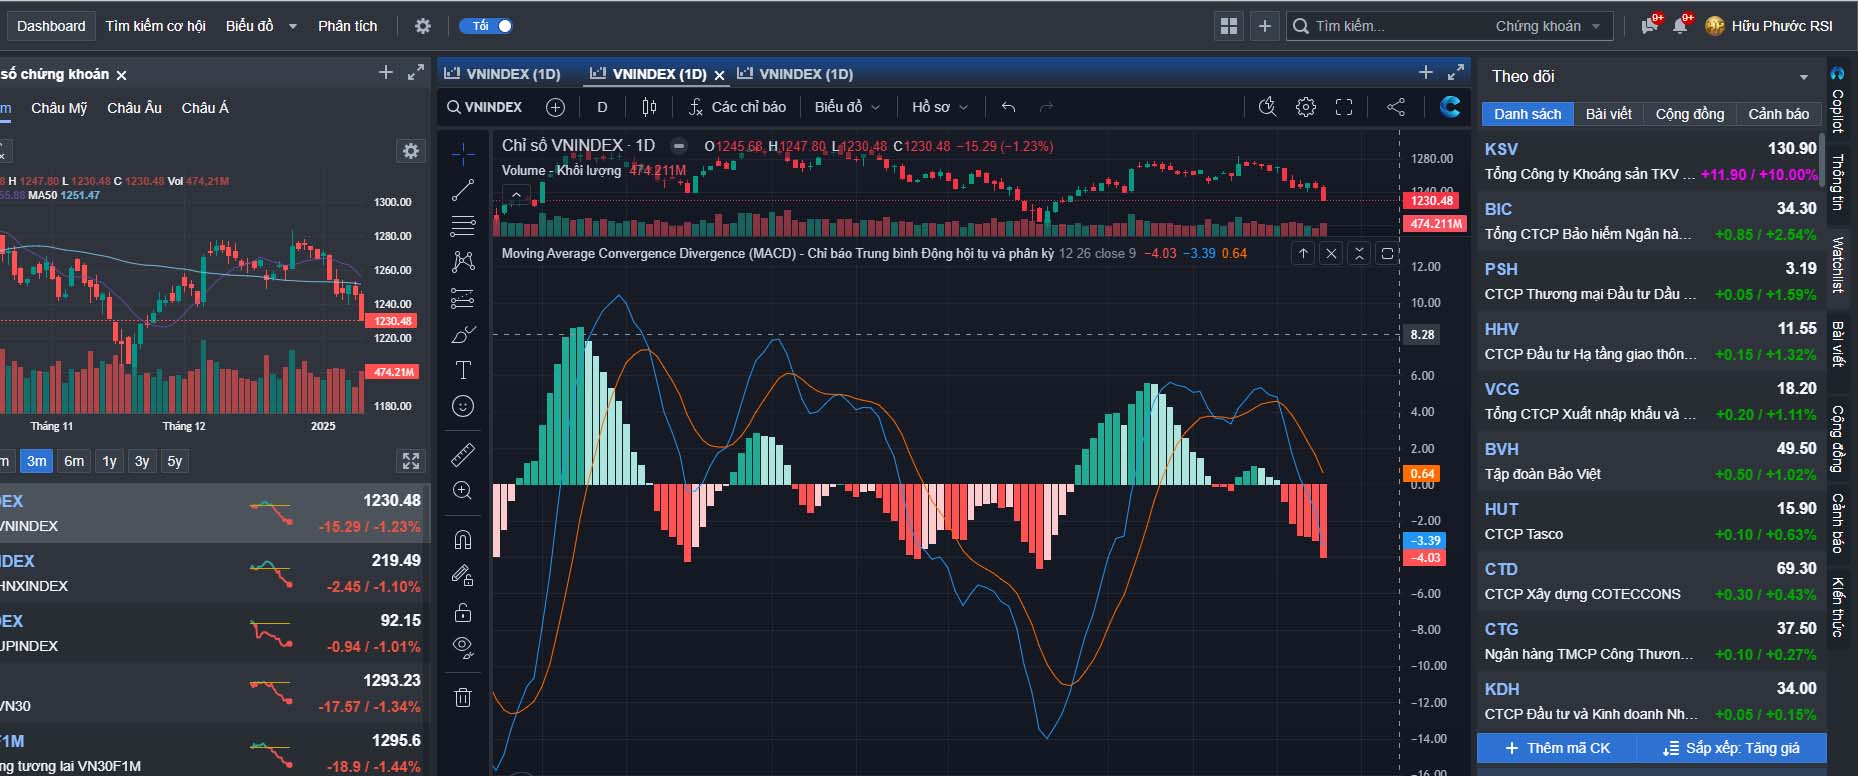 Dashboard Tìm kiếm cơ hội Biểu đồ Phân tích Tối Tìm kiếm... Chứng khoán 9+ 9+ Hữu Phước RSI
số chứng khoán
Châu Mỹ Châu Âu Châu Á
8 H 1247.80 L 1230.48 C 1230.48 Vol 474,21M
55.88 MA50 1251.47
1300.00
1280.00
1260.00
1240.00
1230.48
1220.00
474.21M
1180.00
Tháng 11 Tháng 12 2025
m 3m 6m 1y 3y 5y
DEX 1230.48
VNINDEX -15.29 / -1.23%
NDEX 219.49
HNXINDEX -2.45 / -1.10%
DEX 92.15
UPINDEX -0.94 / -1.01%
1293.23
VN30 -17.57 / -1.34%
F1M 1295.6
ng tương lai VN30F1M -18.9 / -1.44%
VNINDEX (1D) VNINDEX (1D) VNINDEX (1D)
VNINDEX D Các chỉ báo Biểu đồ Hồ sơ
Chỉ số VNINDEX · 1D O1245.68 H1247.80 L1230.48 C1230.48 −15.29 (−1.23%)
Volume - Khối lượng 474.211M
1280.00
1240.00
1230.48
474.211M
Moving Average Convergence Divergence (MACD) - Chỉ báo Trung bình Động hội tụ và phân kỳ 12 26 close 9 −4.03 −3.39 0.64
12.00
10.00
8.28
6.00
4.00
2.00
0.64
0.00
−2.00
−3.39
−4.03
−6.00
−8.00
−10.00
−12.00
−14.00
−16.00
Theo dõi
Danh sách Bài viết Cộng đồng Cảnh báo
KSV 130.90
Tổng Công ty Khoáng sản TKV ... +11.90 / +10.00%
BIC 34.30
Tổng CTCP Bảo hiểm Ngân hà... +0.85 / +2.54%
PSH 3.19
CTCP Thương mại Đầu tư Dầu ... +0.05 / +1.59%
HHV 11.55
CTCP Đầu tư Hạ tầng giao thôn... +0.15 / +1.32%
VCG 18.20
Tổng CTCP Xuất nhập khẩu và ... +0.20 / +1.11%
BVH 49.50
Tập đoàn Bảo Việt +0.50 / +1.02%
HUT 15.90
CTCP Tasco +0.10 / +0.63%
CTD 69.30
CTCP Xây dựng COTECCONS +0.30 / +0.43%
CTG 37.50
Ngân hàng TMCP Công Thươn... +0.10 / +0.27%
KDH 34.00
CTCP Đầu tư và Kinh doanh Nh... +0.05 / +0.15%
Thêm mã CK Sắp xếp: Tăng giá
Copilot
Thông tin
Watchlist
Bài viết
Cộng đồng
Cảnh báo
Kiến thức